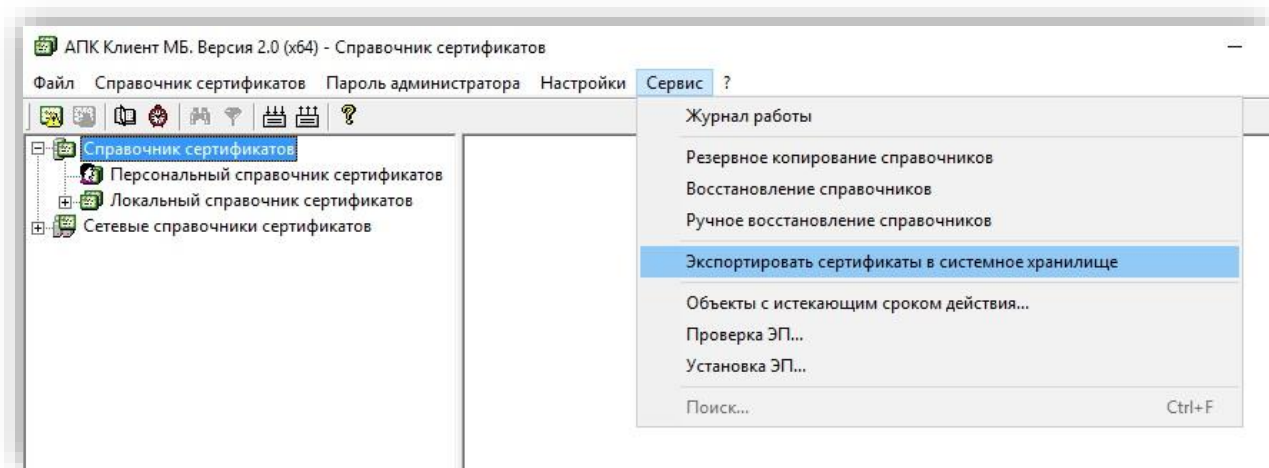 АПК Клиент МБ. Версия 2.0 (x64) - Справочник сертификатов
Файл Справочник сертификатов Пароль администратора Настройки Сервис ?
Журнал работы
Резервное копирование справочников
Восстановление справочников
Ручное восстановление справочников
Экспортировать сертификаты в системное хранилище
Объекты с истекающим сроком действия...
Проверка ЭП...
Установка ЭП...
Поиск... Ctrl+F
Справочник сертификатов
Персональный справочник сертификатов
Локальный справочник сертификатов
Сетевые справочники сертификатов